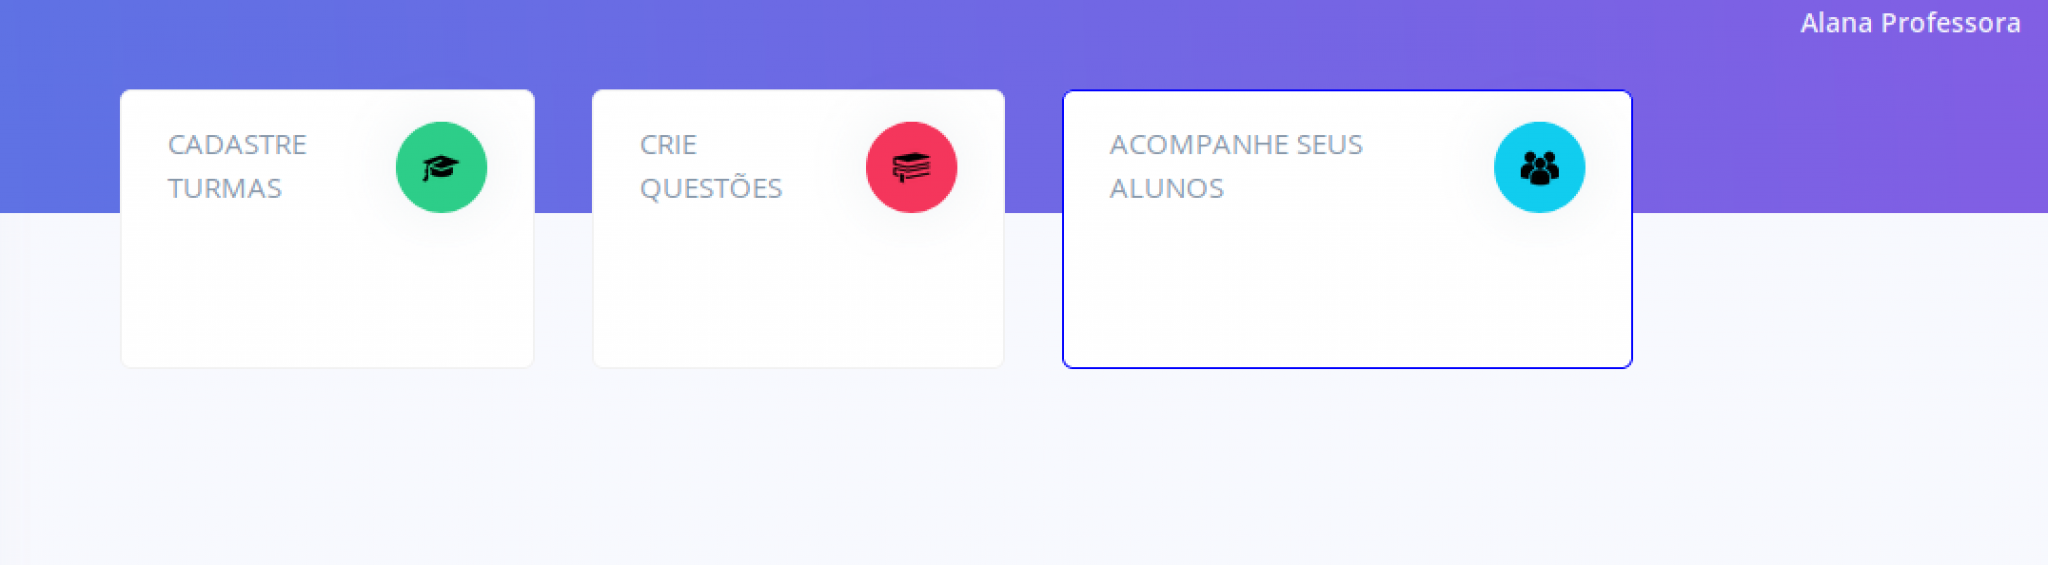 Alana Professora
CADASTRE
TURMAS
CRIE
QUESTÕES
ACOMPANHE SEUS
ALUNOS